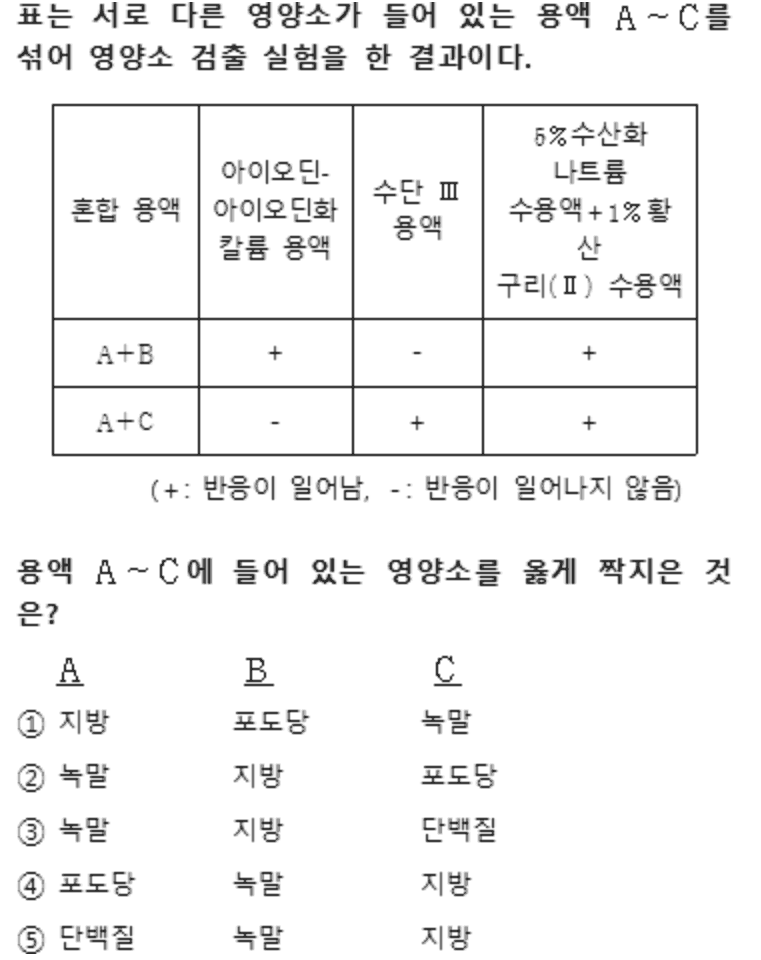 표는 서로 다른 영양소가 들어 있는 용액 A ~ C를
섞어 영양소 검출 실험을 한 결과이다.
혼합 용액
아이오딘-
아이오딘화
칼륨 용액
수단 Ⅲ
용액
5%수산화
나트륨
수용액+1%황
산
구리(Ⅱ) 수용액
A+B + - +
A+C - + +
(+: 반응이 일어남, -: 반응이 일어나지 않음)
용액 A ~ C에 들어 있는 영양소를 옳게 짝지은 것
은?
A B C
① 지방 포도당 녹말
② 녹말 지방 포도당
③ 녹말 지방 단백질
④ 포도당 녹말 지방
⑤ 단백질 녹말 지방